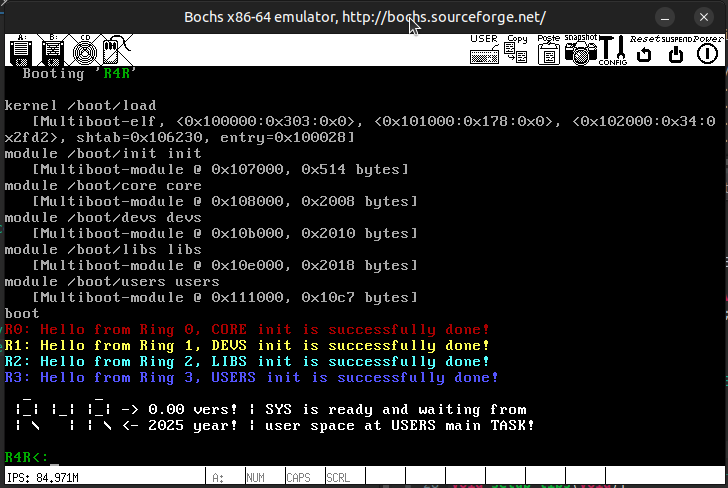 Bochs x86-64 emulator, http://bochs.sourceforge.net/
A: B: CD USER Copy Paste snapshot CONFIG Reset SUSPEND Power
Booting 'R4R'
kernel /boot/load
[Multiboot-elf, <0x100000:0x303:0x0>, <0x101000:0x178:0x0>, <0x102000:0x34:0
x2fd2>, shtab=0x106230, entry=0x100028]
module /boot/init init
[Multiboot-module @ 0x107000, 0x514 bytes]
module /boot/core core
[Multiboot-module @ 0x108000, 0x2008 bytes]
module /boot/devs devs
[Multiboot-module @ 0x10b000, 0x2010 bytes]
module /boot/libs libs
[Multiboot-module @ 0x10e000, 0x2018 bytes]
module /boot/users users
[Multiboot-module @ 0x111000, 0x10c7 bytes]
boot
R0: Hello from Ring 0, CORE init is successfully done!
R1: Hello from Ring 1, DEVS init is successfully done!
R2: Hello from Ring 2, LIBS init is successfully done!
R3: Hello from Ring 3, USERS init is successfully done!
 _       _
|_| |_| |_| -> 0.00 vers! | SYS is ready and waiting from
| \   | | \ <- 2025 year! | user space at USERS main TASK!
R4R<:_
IPS: 84.971M A: NUM CAPS SCRL